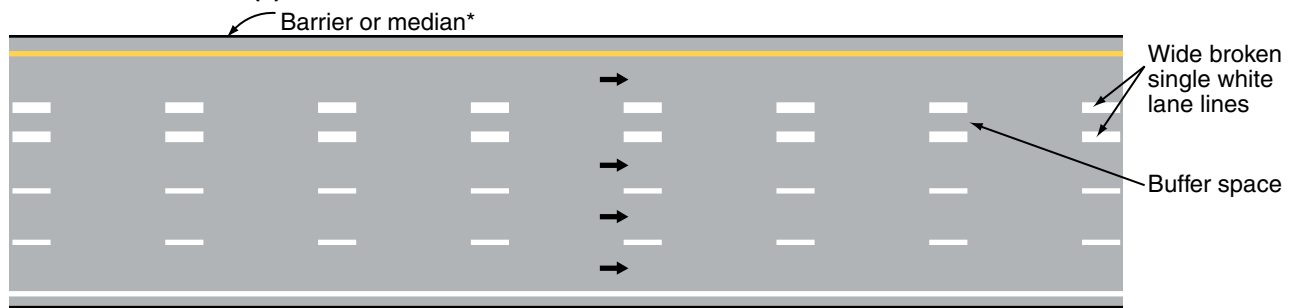 Barrier or median*
Wide broken
single white
lane lines
Buffer space